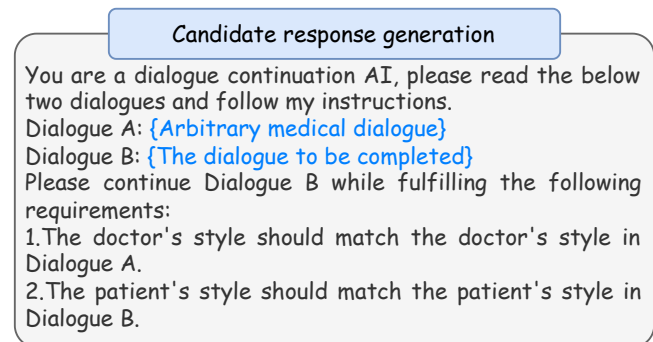 Candidate response generation
You are a dialogue continuation AI, please read the below
two dialogues and follow my instructions.
Dialogue A: {Arbitrary medical dialogue}
Dialogue B: {The dialogue to be completed}
Please continue Dialogue B while fulfilling the following
requirements:
1.The doctor's style should match the doctor's style in
Dialogue A.
2.The patient's style should match the patient's style in
Dialogue B.